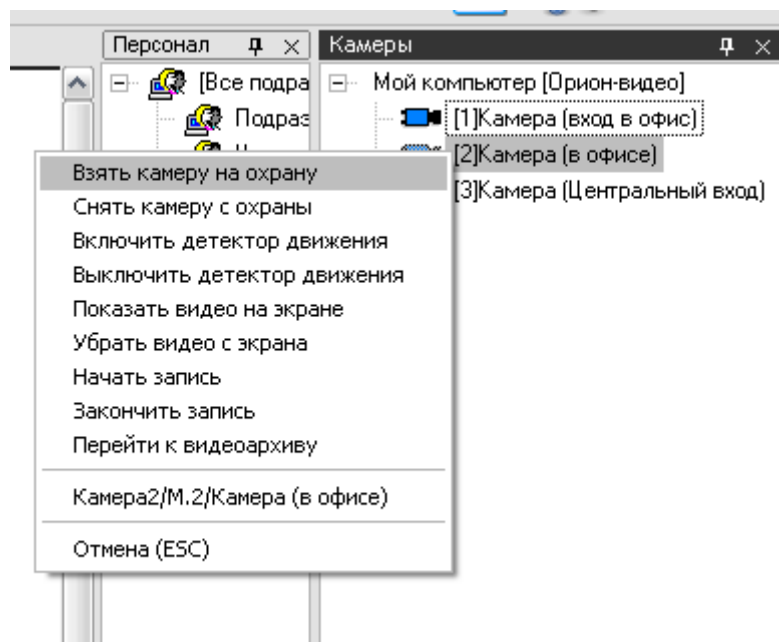 Персонал
Камеры
[Все подра
Мой компьютер [Орион-видео]
Подраз
[1]Камера (вход в офис)
[2]Камера (в офисе)
[3]Камера (Центральный вход)
Взять камеру на охрану
Снять камеру с охраны
Включить детектор движения
Выключить детектор движения
Показать видео на экране
Убрать видео с экрана
Начать запись
Закончить запись
Перейти к видеоархиву
Камера2/М.2/Камера (в офисе)
Отмена (ESC)